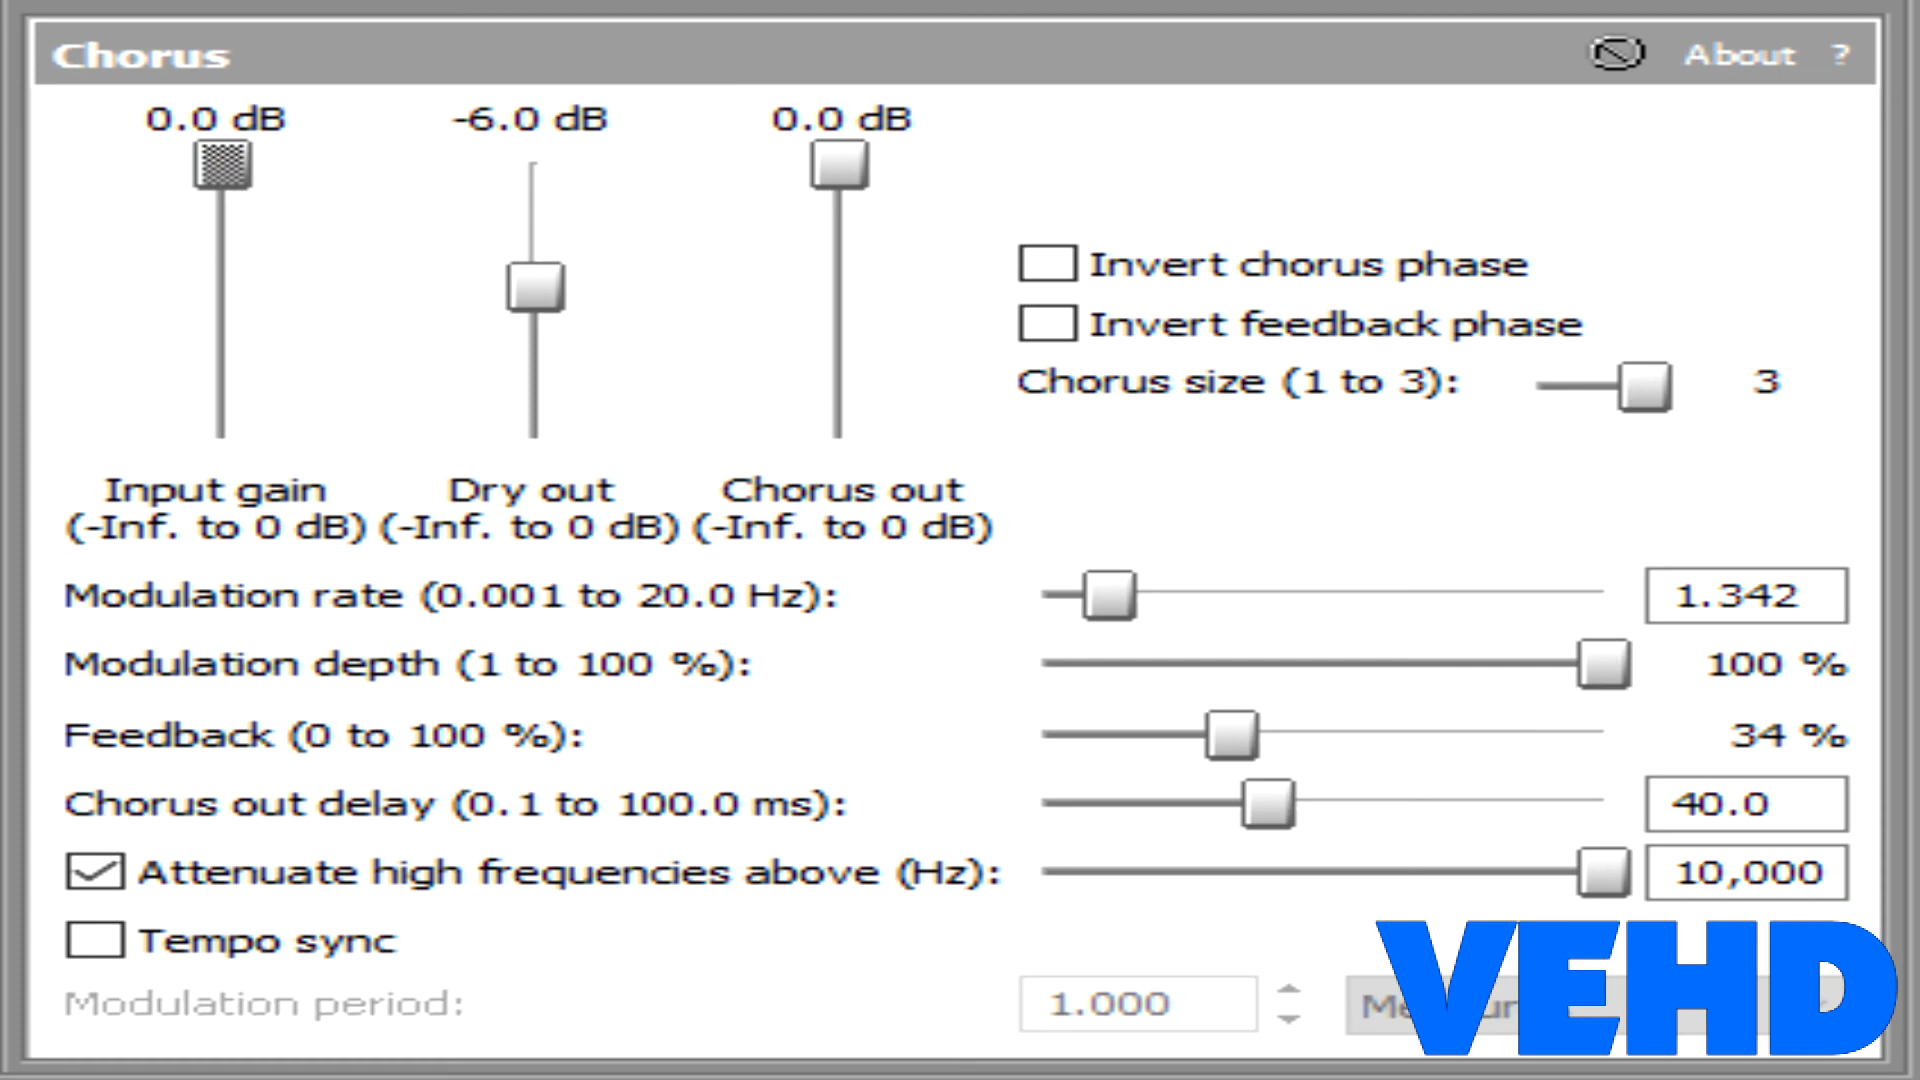 Chorus About ?
0.0 dB -6.0 dB 0.0 dB
Invert chorus phase
Invert feedback phase
Chorus size (1 to 3): 3
Input gain Dry out Chorus out
(-Inf. to 0 dB) (-Inf. to 0 dB) (-Inf. to 0 dB)
Modulation rate (0.001 to 20.0 Hz): 1.342
Modulation depth (1 to 100 %): 100 %
Feedback (0 to 100 %): 34 %
Chorus out delay (0.1 to 100.0 ms): 40.0
Attenuate high frequencies above (Hz): 10,000
Tempo sync
Modulation period: 1.000
VEHD